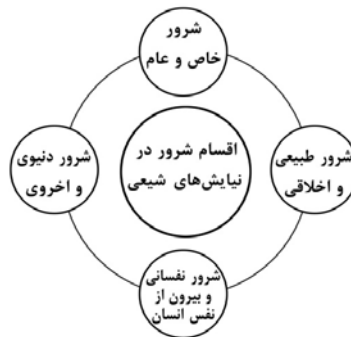 شرور
خاص و عام
اقسام شرور در
نیایش‌های شیعی
شرور طبیعی
و اخلاقی
شرور دنیوی
و اخروی
شرور نفسانی
و بیرون از
نفس انسان